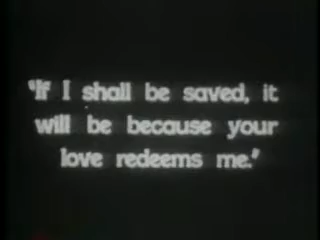 "If I shall be saved, it
will be because your
love redeems me."